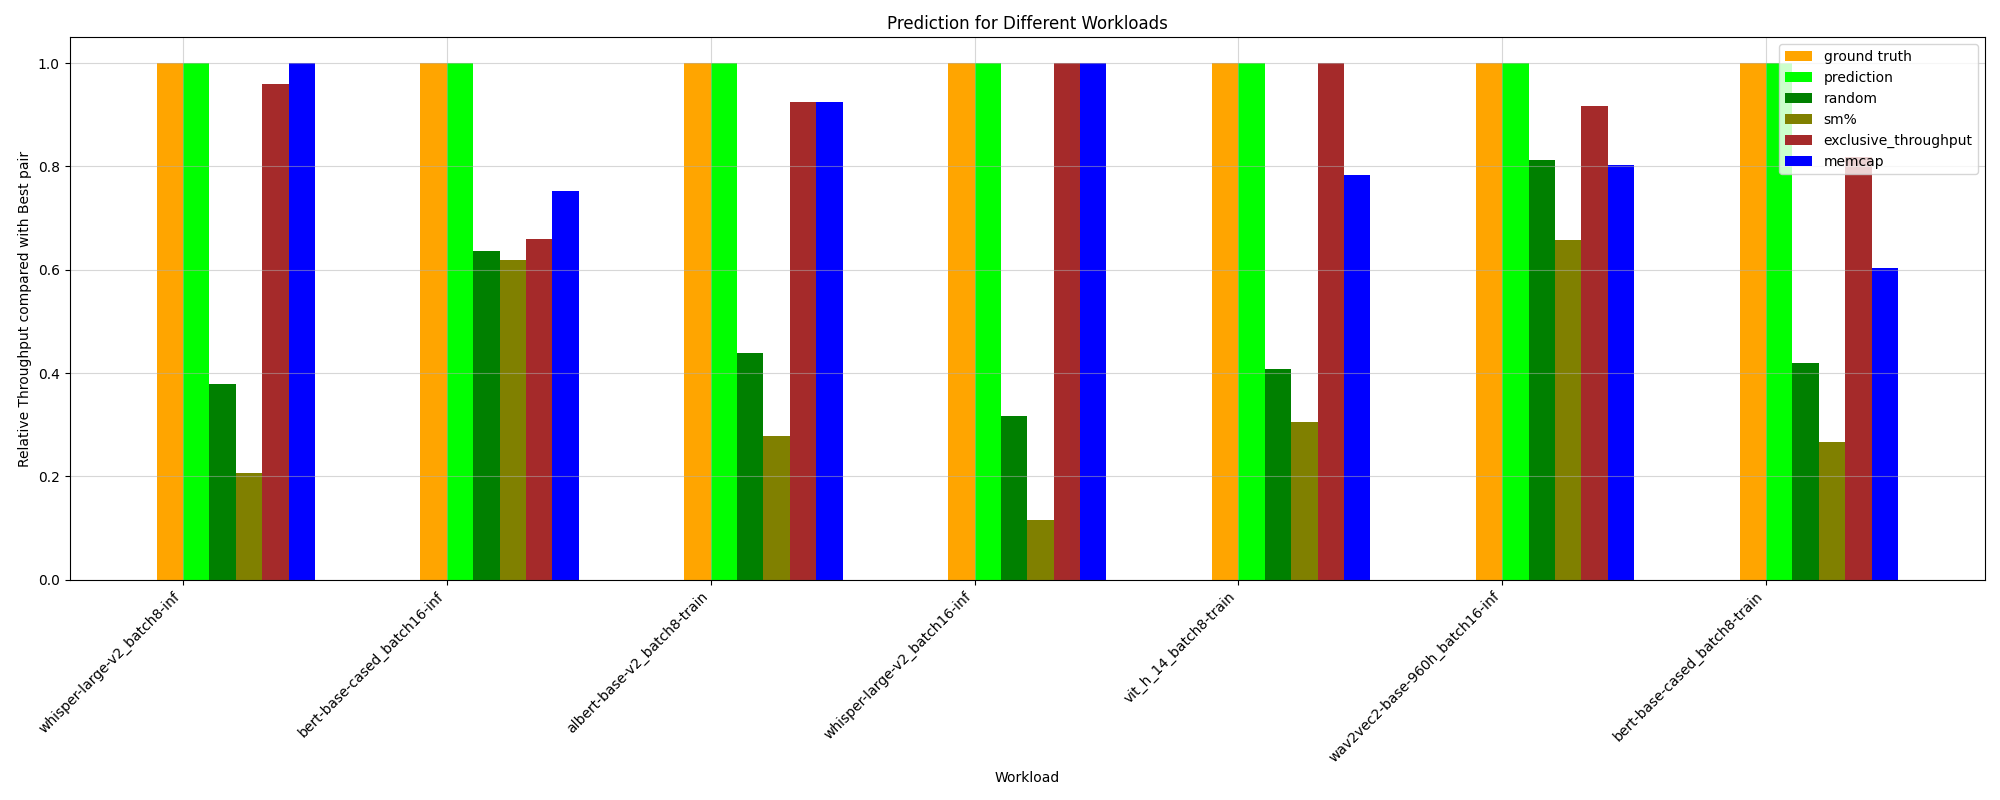 Prediction for Different Workloads
Relative Throughput compared with Best pair
1.0
0.8
0.6
0.4
0.2
0.0
ground truth
prediction
random
sm%
exclusive_throughput
memcap
whisper-large-v2_batch8-inf
bert-base-cased_batch16-inf
albert-base-v2_batch8-train
whisper-large-v2_batch16-inf
vit_h_14_batch8-train
wav2vec2-base-960h_batch16-inf
bert-base-cased_batch8-train
Workload